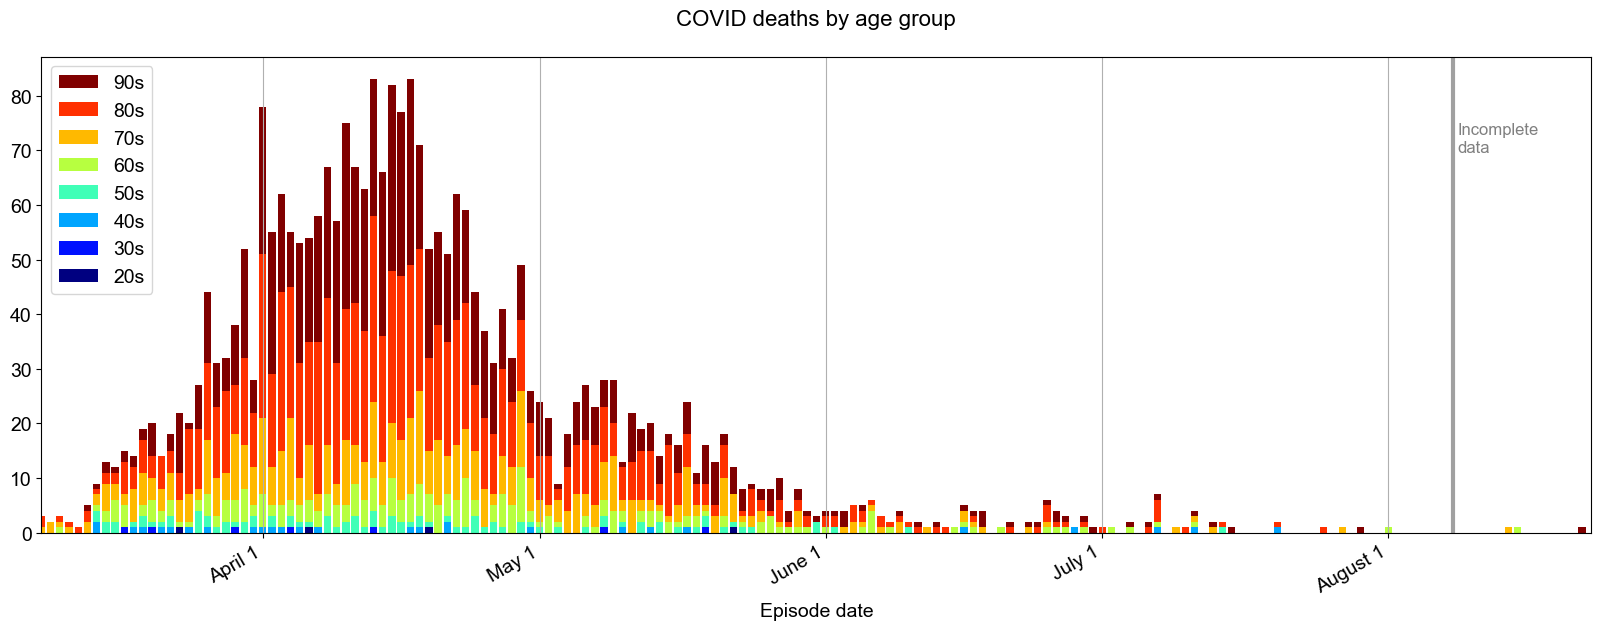 COVID deaths by age group
90s
80s
70s
60s
50s
40s
30s
20s
80
70
60
50
40
30
20
10
0
Incomplete
data
April 1
May 1
June 1
July 1
August 1
Episode date